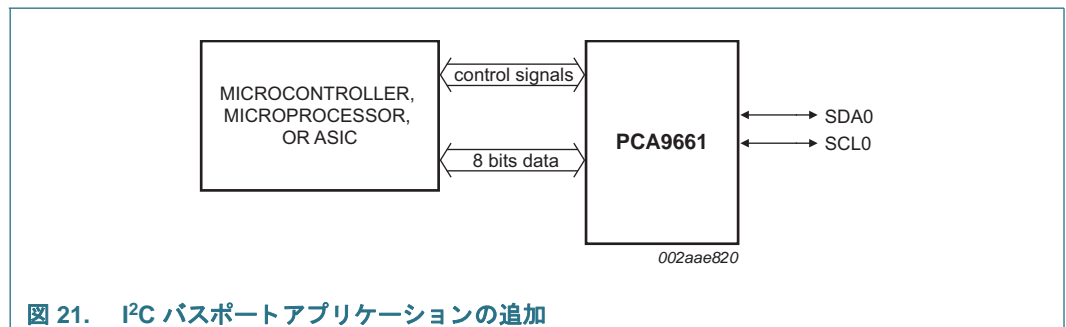 MICROCONTROLLER,
MICROPROCESSOR,
OR ASIC
control signals
8 bits data
PCA9661
SDA0
SCL0
002aae820
図 21. I²C バスポートアプリケーションの追加